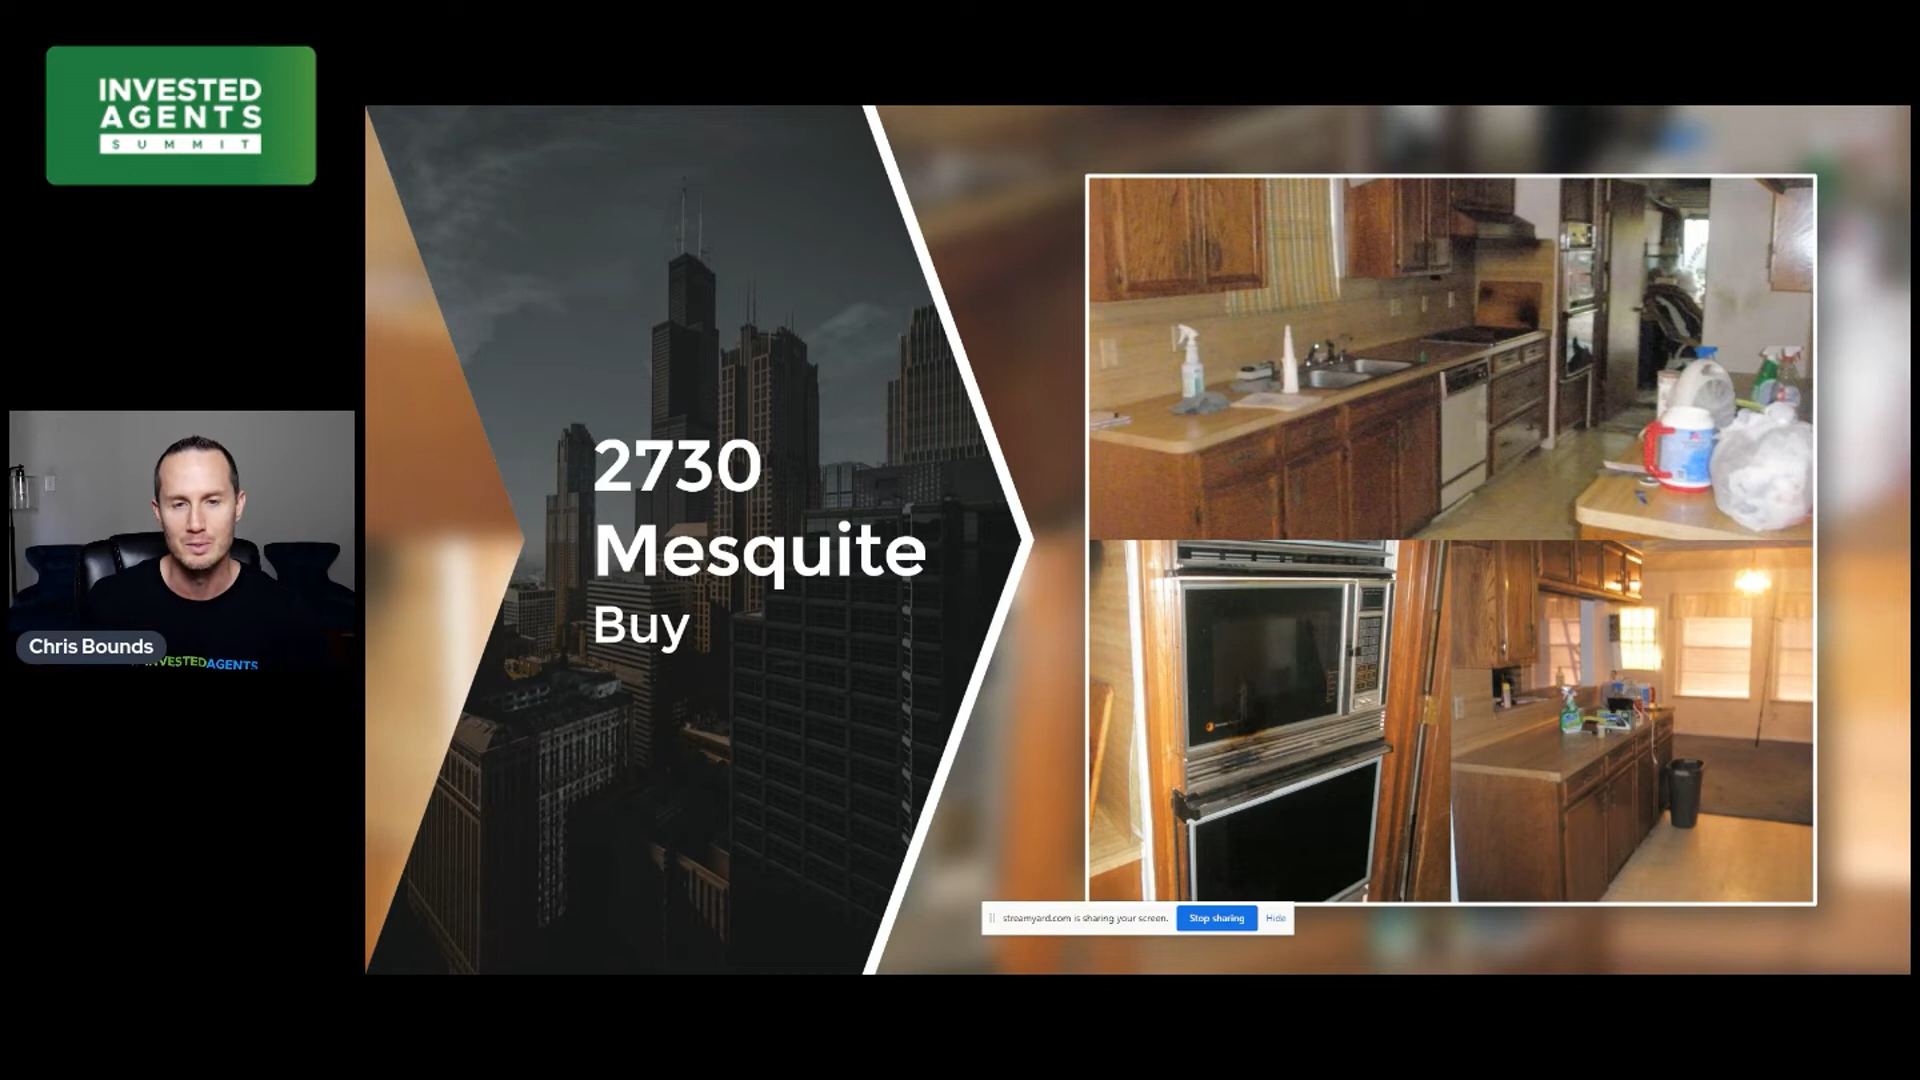 INVESTED
AGENTS
SUMMIT
2730
Mesquite
Buy
Chris Bounds
INVESTEDAGENTS
streamyard.com is sharing your screen.
Stop sharing
Hide